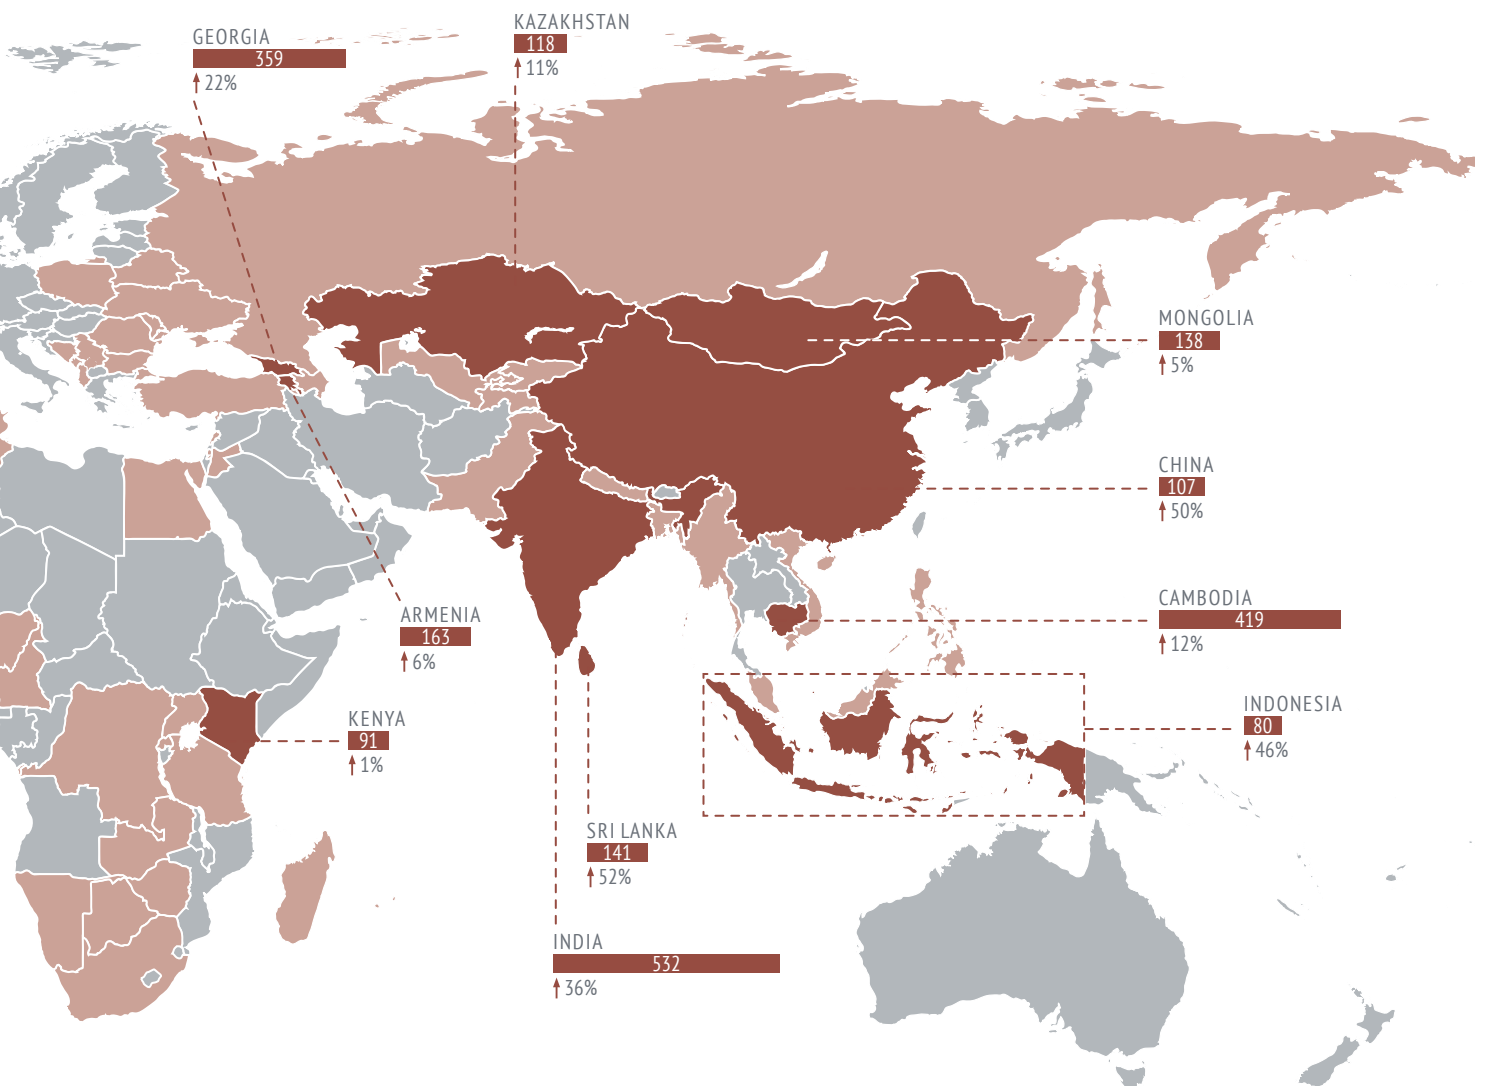 GEORGIA
359
22%
KAZAKHSTAN
118
11%
MONGOLIA
138
5%
CHINA
107
50%
CAMBODIA
419
12%
ARMENIA
163
6%
KENYA
91
1%
INDONESIA
80
46%
SRI LANKA
141
52%
INDIA
532
36%